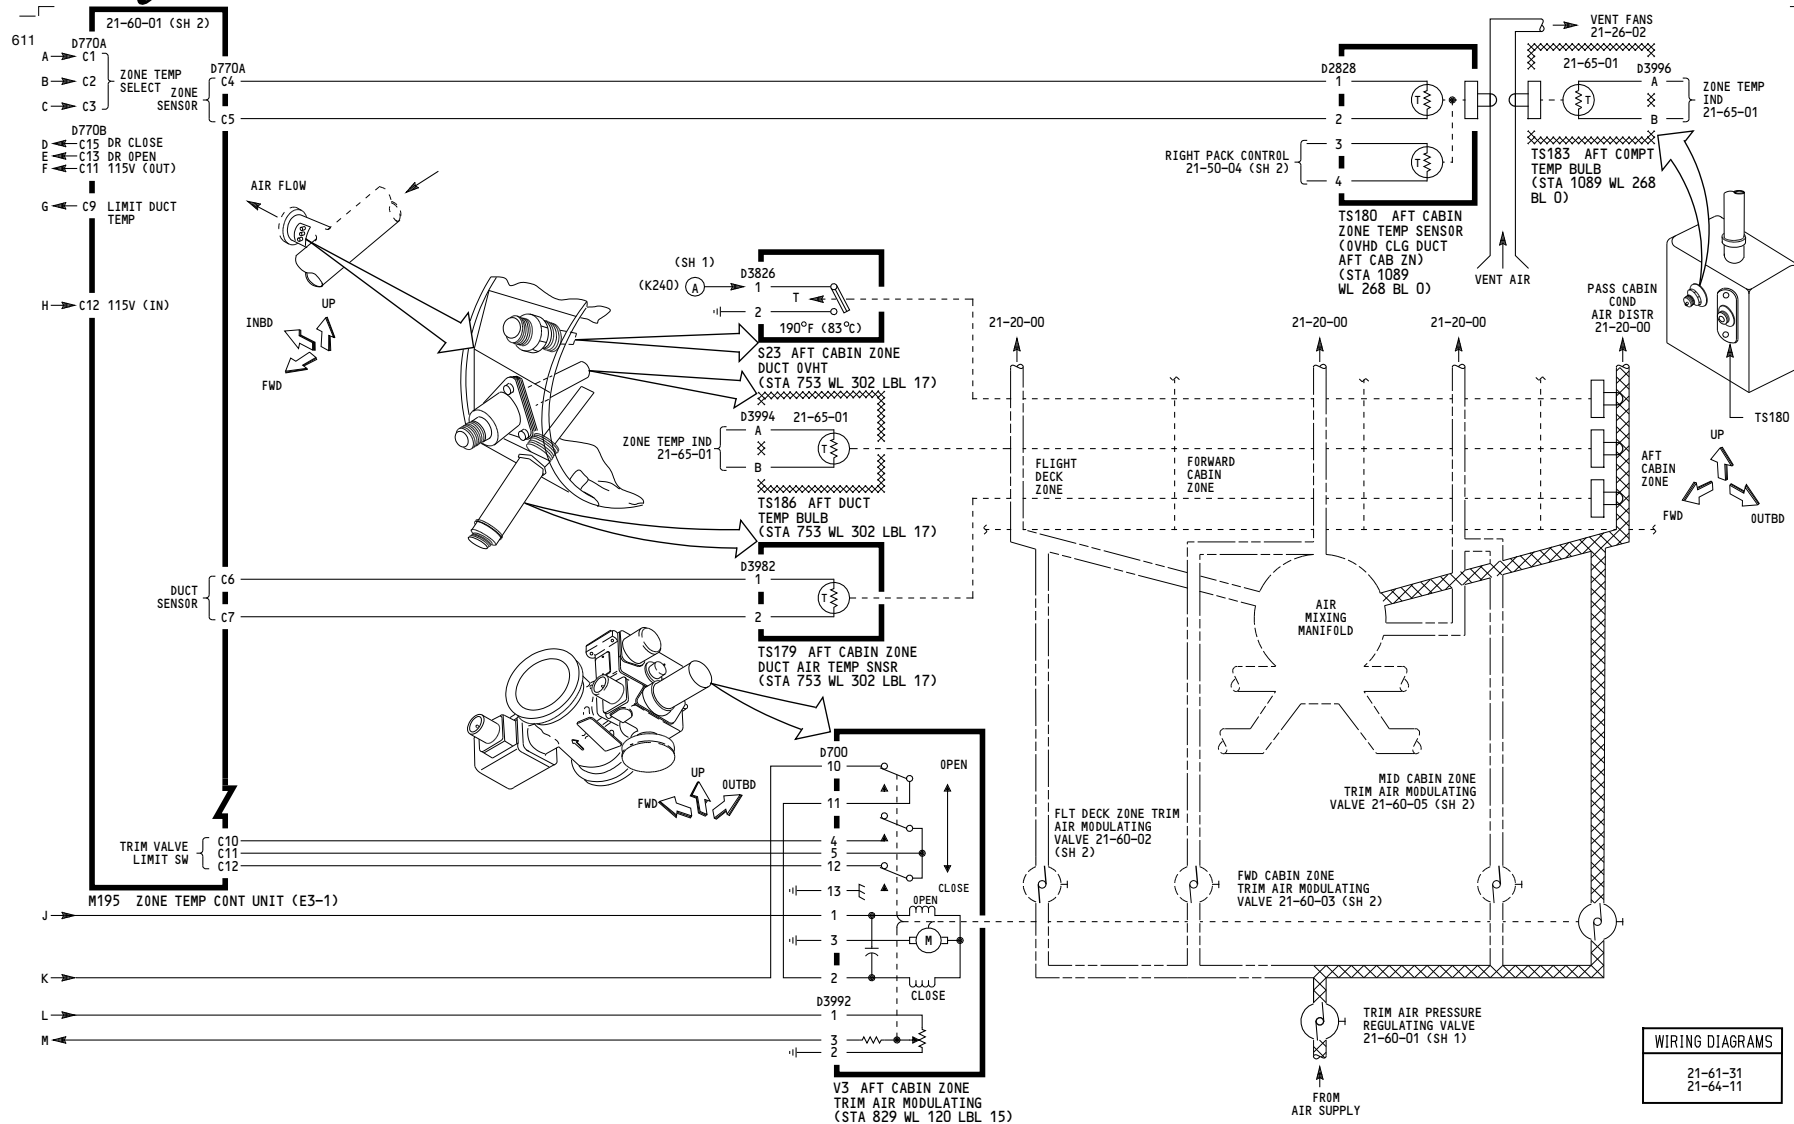 611
21-60-01 (SH 2)
D770A
A C1
B C2
C C3
ZONE TEMP
SELECT
D770A
ZONE
SENSOR
C4
C5
D770B
D C15 DR CLOSE
E C13 DR OPEN
F C11 115V (OUT)
G C9 LIMIT DUCT
TEMP
H C12 115V (IN)
DUCT
SENSOR
C6
C7
TRIM VALVE
LIMIT SW
C10
C11
C12
M195 ZONE TEMP CONT UNIT (E3-1)
J
K
L
M
AIR FLOW
UP
INBD
FWD
(SH 1)
(K240) A
D3826
1
T
2
190°F (83°C)
S23 AFT CABIN ZONE
DUCT OVHT
(STA 753 WL 302 LBL 17)
D3994 21-65-01
A
ZONE TEMP IND
21-65-01
T
B
TS186 AFT DUCT
TEMP BULB
(STA 753 WL 302 LBL 17)
D3982
1
T
2
TS179 AFT CABIN ZONE
DUCT AIR TEMP SNSR
(STA 753 WL 302 LBL 17)
UP
FWD
OUTBD
D700
10
OPEN
11
4
5
12
13
CLOSE
1
OPEN
3
M
2
CLOSE
D3992
1
3
2
V3 AFT CABIN ZONE
TRIM AIR MODULATING
(STA 829 WL 120 LBL 15)
D2828
1
T
2
RIGHT PACK CONTROL
21-50-04 (SH 2)
3
T
4
TS180 AFT CABIN
ZONE TEMP SENSOR
(OVHD CLG DUCT
AFT CAB ZN)
(STA 1089
WL 268 BL 0)
VENT FANS
21-26-02
21-65-01
D3996
T
A
B
ZONE TEMP
IND
21-65-01
TS183 AFT COMPT
TEMP BULB
(STA 1089 WL 268
BL 0)
VENT AIR
TS180
UP
FWD
OUTBD
21-20-00
21-20-00
21-20-00
PASS CABIN
COND
AIR DISTR
21-20-00
FLIGHT
DECK
ZONE
FORWARD
CABIN
ZONE
AFT
CABIN
ZONE
AIR
MIXING
MANIFOLD
MID CABIN ZONE
TRIM AIR MODULATING
VALVE 21-60-05 (SH 2)
FLT DECK ZONE TRIM
AIR MODULATING
VALVE 21-60-02
(SH 2)
FWD CABIN ZONE
TRIM AIR MODULATING
VALVE 21-60-03 (SH 2)
TRIM AIR PRESSURE
REGULATING VALVE
21-60-01 (SH 1)
FROM
AIR SUPPLY
WIRING DIAGRAMS
21-61-31
21-64-11